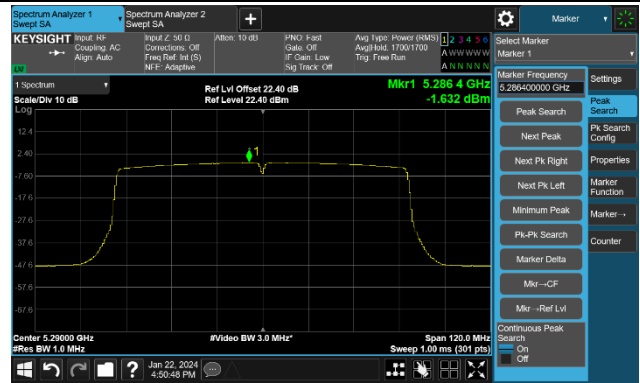 Spectrum Analyzer 1
Swept SA
Spectrum Analyzer 2
Swept SA
+
Marker
KEYSIGHT
Input: RF
Coupling: AC
Align: Auto
Input Z: 50 Ω
Corrections: Off
Freq Ref: Int (S)
NFE: Adaptive
Atten: 10 dB
PNO: Fast
Gate: Off
IF Gain: Low
Sig Track: Off
Avg Type: Power (RMS)
Avg|Hold: 1700/1700
Trig: Free Run
1 2 3 4 5 6
A W W W W W
A N N N N N
Select Marker
Marker 1
1 Spectrum
Scale/Div 10 dB
Ref Lvl Offset 22.40 dB
Ref Level 22.40 dBm
Mkr1 5.286 4 GHz
-1.632 dBm
Log
12.4
2.40
-7.60
-17.6
-27.6
-37.6
-47.6
-57.6
-67.6
1
Center 5.29000 GHz
#Res BW 1.0 MHz
#Video BW 3.0 MHz*
Span 120.0 MHz
Sweep 1.00 ms (301 pts)
Marker Frequency
5.286400000 GHz
Peak Search
Next Peak
Next Pk Right
Next Pk Left
Minimum Peak
Pk-Pk Search
Marker Delta
Mkr→CF
Mkr→Ref Lvl
Continuous Peak
Search
On
Off
Settings
Peak
Search
Pk Search
Config
Properties
Marker
Function
Marker→
Counter
?
Jan 22, 2024
4:50:48 PM